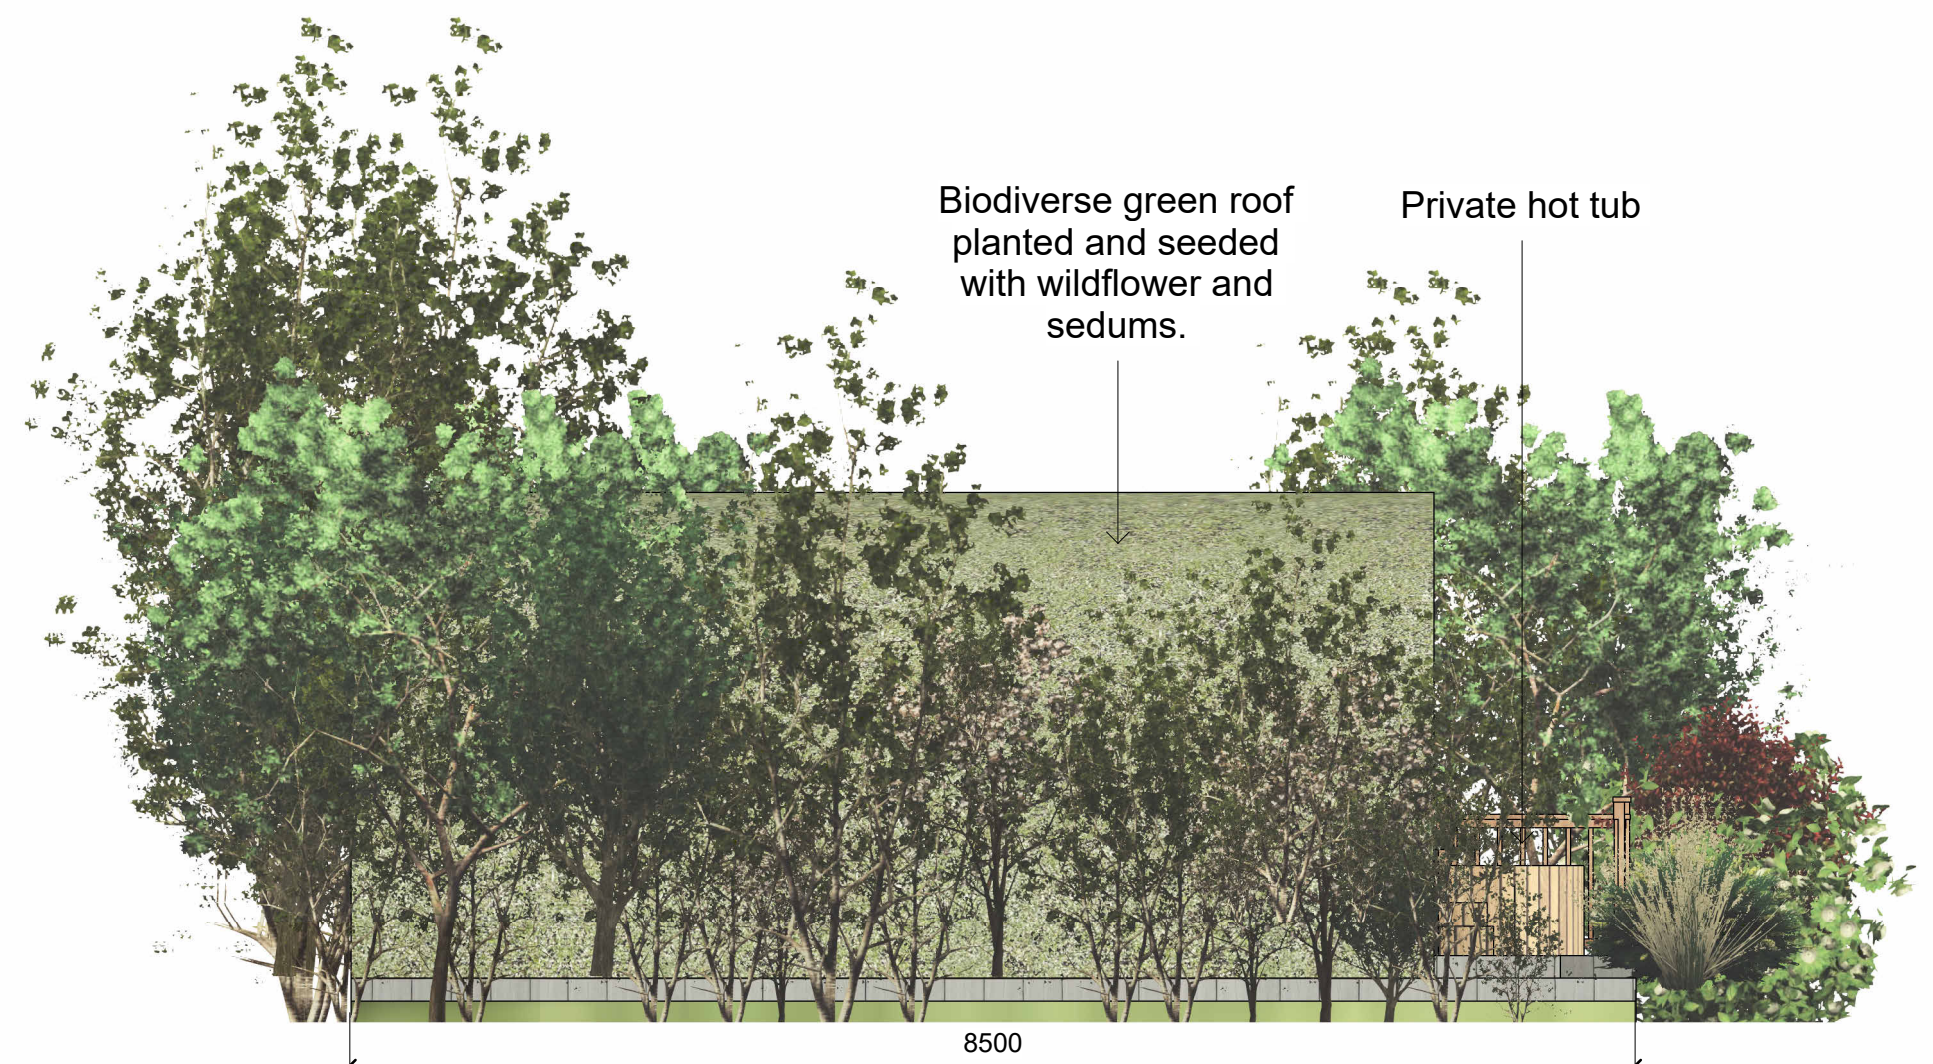 Biodiverse green roof
planted and seeded
with wildflower and
sedums.
Private hot tub
8500